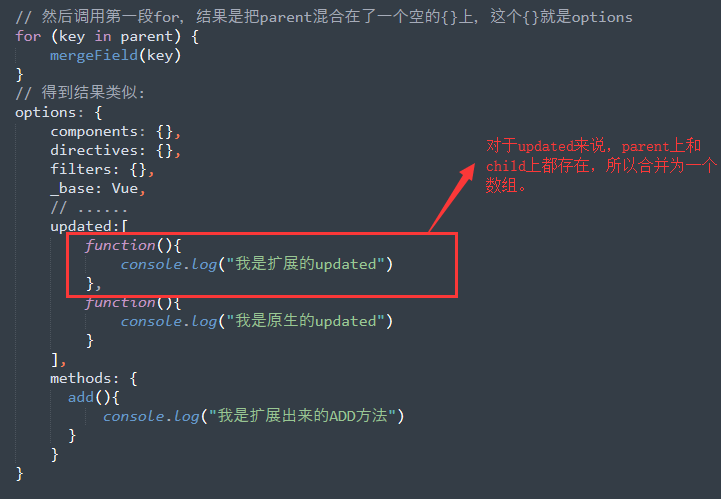 // 然后调用第一段for, 结果是把parent混合在了一个空的{}上, 这个{}就是options
for (key in parent) {
    mergeField(key)
}
// 得到结果类似:
options: {
    components: {},
    directives: {},
    filters: {},
    _base: Vue,
    // ......
    updated:[
        function(){
            console.log("我是扩展的updated")
        },
        function(){
            console.log("我是原生的updated")
        }
    ],
    methods: {
      add(){
          console.log("我是扩展出来的ADD方法")
      }
    }
}
对于updated来说，parent上和
child上都存在，所以合并为一个
数组。